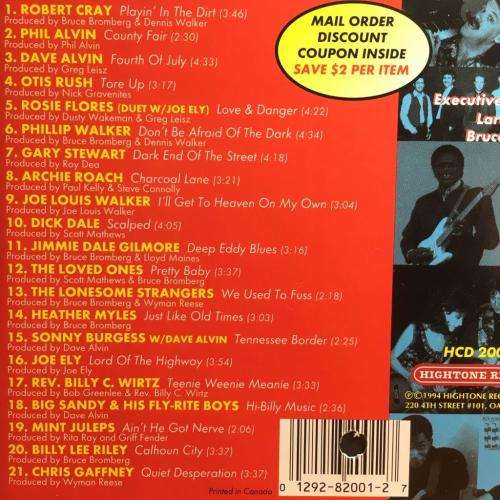 1. ROBERT CRAY Playin' In The Dirt (3:46)
Produced by Bruce Bromberg & Dennis Walker
2. PHIL ALVIN County Fair (2:30)
Produced by Phil Alvin
3. DAVE ALVIN Fourth Of July (4:33)
Produced by Greg Leisz
4. OTIS RUSH Tore Up (3:17)
Produced by Nick Gravenites
5. ROSIE FLORES (DUET W/JOE ELY) Love & Danger (4:22)
Produced by Dusty Wakeman & Greg Leisz
6. PHILLIP WALKER Don't Be Afraid Of The Dark (4:34)
Produced by Bruce Bromberg & Dennis Walker
7. GARY STEWART Dark End Of The Street (4:18)
Produced by Roy Dea
8. ARCHIE ROACH Charcoal Lane (3:21)
Produced by Paul Kelly & Steve Connolly
9. JOE LOUIS WALKER I'll Get To Heaven On My Own (3:04)
Produced by Joe Louis Walker
10. DICK DALE Scalped (4:05)
Produced by Scott Mathews
11. JIMMIE DALE GILMORE Deep Eddy Blues (3:16)
Produced by Bruce Bromberg & Lloyd Maines
12. THE LOVED ONES Pretty Baby (3:37)
Produced by Scott Mathews & Bruce Bromberg
13. THE LONESOME STRANGERS We Used To Fuss (2:18)
Produced by Bruce Bromberg & Wyman Reese
14. HEATHER MYLES Just Like Old Times (3:03)
Produced by Bruce Bromberg
15. SONNY BURGESS W/DAVE ALVIN Tennessee Border (2:25)
Produced by Dave Alvin
16. JOE ELY Lord Of The Highway (3:54)
Produced by Joe Ely
17. REV. BILLY C. WIRTZ Teenie Weenie Meanie (3:33)
Produced by Bob Greenlee & Rev. Billy C. Wirtz
18. BIG SANDY & HIS FLY-RITE BOYS Hi-Billy Music (2:36)
Produced by Dave Alvin
19. MINT JULEPS Ain't He Got Nerve (2:06)
Produced by Rita Ray and Griff Fender
20. BILLY LEE RILEY Calhoun City (3:37)
Produced by Bruce Bromberg
21. CHRIS GAFFNEY Quiet Desperation (3:37)
Produced by Wyman Reese
Printed in Canada
MAIL ORDER
DISCOUNT
COUPON INSIDE
SAVE $2 PER ITEM
Executive
Lar
Bruc
HCD 200
HIGHTONE RE
℗©1994 HIGHTONE REC
220 4TH STREET #101, OA
0 1292-82001-2 7